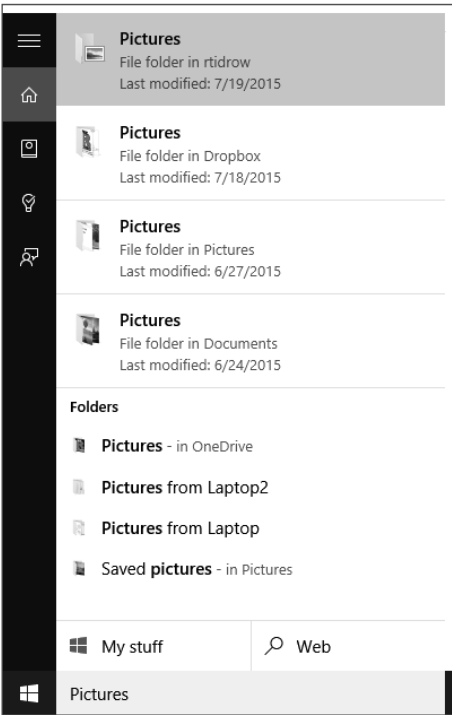 Pictures
File folder in rtidrow
Last modified: 7/19/2015
Pictures
File folder in Dropbox
Last modified: 7/18/2015
Pictures
File folder in Pictures
Last modified: 6/27/2015
Pictures
File folder in Documents
Last modified: 6/24/2015
Folders
Pictures - in OneDrive
Pictures from Laptop2
Pictures from Laptop
Saved pictures - in Pictures
My stuff Web
Pictures